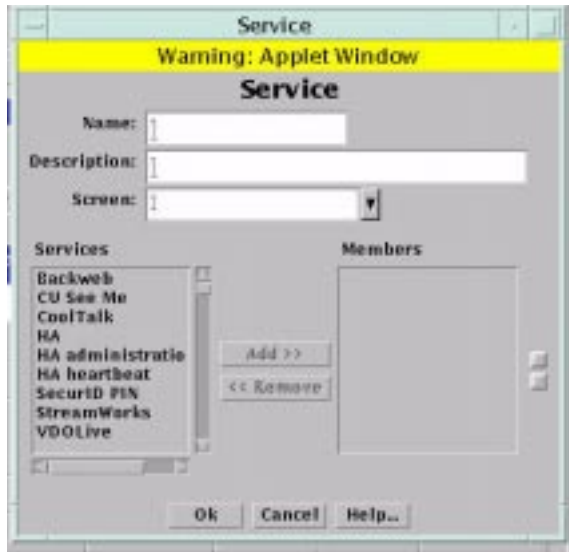 Service
Warning: Applet Window
Service
Name:
Description:
Screen:
Services
Members
Backweb
CU See Me
CoolTalk
HA
HA administratio
HA heartbeat
SecurID PIN
StreamWorks
VDOLive
Add >>
<< Remove
Ok
Cancel
Help...